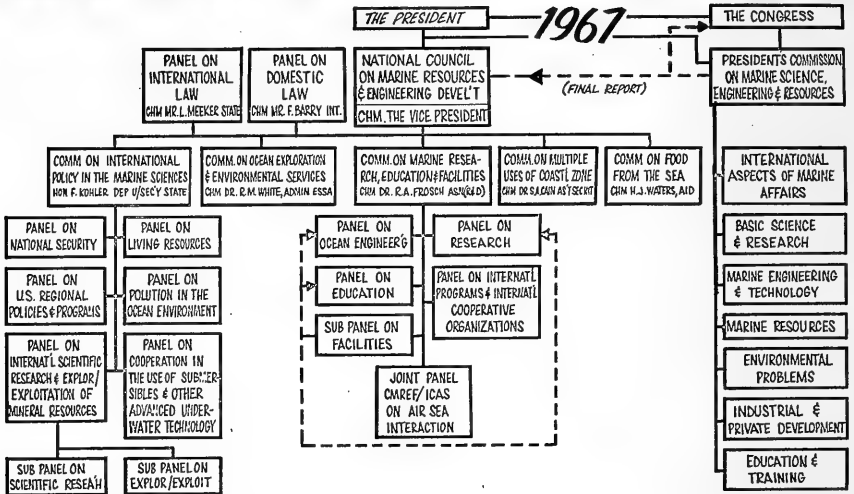 THE PRESIDENT
1967
THE CONGRESS
PANEL ON
INTERNATIONAL
LAW
CHM MR. L. MEEKER STATE
PANEL ON
DOMESTIC
LAW
CHM MR. F. BARRY INT.
NATIONAL COUNCIL
ON MARINE RESOURCES
& ENGINEERING DEVEL'T
CHM. THE VICE PRESIDENT
(FINAL REPORT)
PRESIDENTS COMMISSION
ON MARINE SCIENCE,
ENGINEERING & RESOURCES
COMM ON INTERNATIONAL
POLICY IN THE MARINE SCIENCES
HON F. KOHLER DEP U/SEC'Y STATE
COMM. ON OCEAN EXPLORATION
& ENVIRONMENTAL SERVICES
CHM DR. R.M. WHITE, ADMIN ESSA
COMM. ON MARINE RESEA-
RCH, EDUCATION & FACILITIES
CHM DR. R.A. FROSCH ASN(R&D)
COMM. ON MULTIPLE
USES OF COAST'L ZONE
CHM DR S.A. CAIN AS'T SECR'T
COMM ON FOOD
FROM THE SEA
CHM H.J. WATERS, AID
INTERNATIONAL
ASPECTS OF MARINE
AFFAIRS
BASIC SCIENCE
& RESEARCH
MARINE ENGINEERING
& TECHNOLOGY
MARINE RESOURCES
ENVIRONMENTAL
PROBLEMS
INDUSTRIAL &
PRIVATE DEVELOPMENT
EDUCATION &
TRAINING
PANEL ON
NATIONAL SECURITY
PANEL ON
LIVING RESOURCES
PANEL ON
U.S. REGIONAL
POLICIES & PROGRAMS
PANEL ON
POLUTION IN THE
OCEAN ENVIRONMENT
PANEL ON
INTERNAT'L SCIENTIFIC
RESEARCH & EXPLOR/
EXPLOITATION OF
MINERAL RESOURCES
PANEL ON
COOPERATION IN
THE USE OF SUBMER-
SIBLES & OTHER
ADVANCED UNDER-
WATER TECHNOLOGY
SUB PANEL ON
SCIENTIFIC RESEA'H
SUB PANEL ON
EXPLOR/EXPLOIT
PANEL ON
OCEAN ENGINEER'G
PANEL ON
RESEARCH
PANEL ON
EDUCATION
PANEL ON INTERNAT'L
PROGRAMS & INTERNAT'L
COOPERATIVE
ORGANIZATIONS
SUB PANEL ON
FACILITIES
JOINT PANEL
CMREF/ICAS
ON AIR SEA
INTERACTION